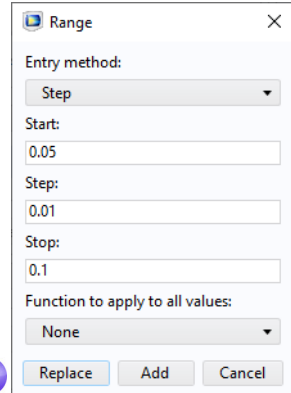 Range
Entry method:
Step
Start:
0.05
Step:
0.01
Stop:
0.1
Function to apply to all values:
None
Replace Add Cancel